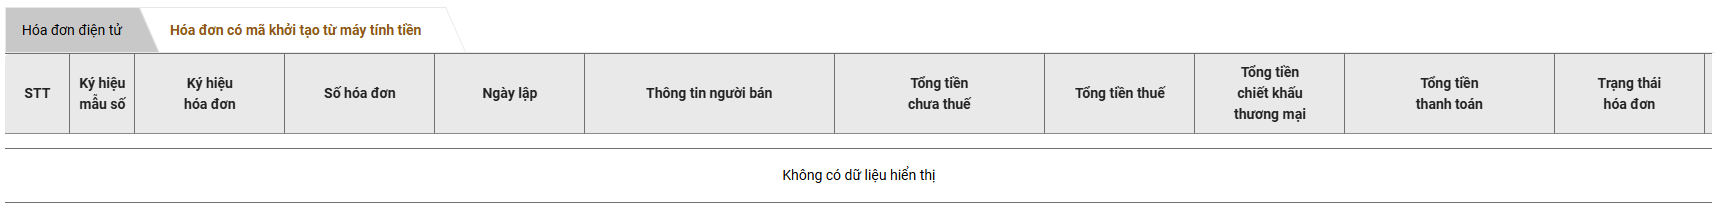 Hóa đơn điện tử
Hóa đơn có mã khởi tạo từ máy tính tiền
STT
Ký hiệu
mẫu số
Ký hiệu
hóa đơn
Số hóa đơn
Ngày lập
Thông tin người bán
Tổng tiền
chưa thuế
Tổng tiền thuế
Tổng tiền
chiết khấu
thương mại
Tổng tiền
thanh toán
Trạng thái
hóa đơn
Không có dữ liệu hiển thị